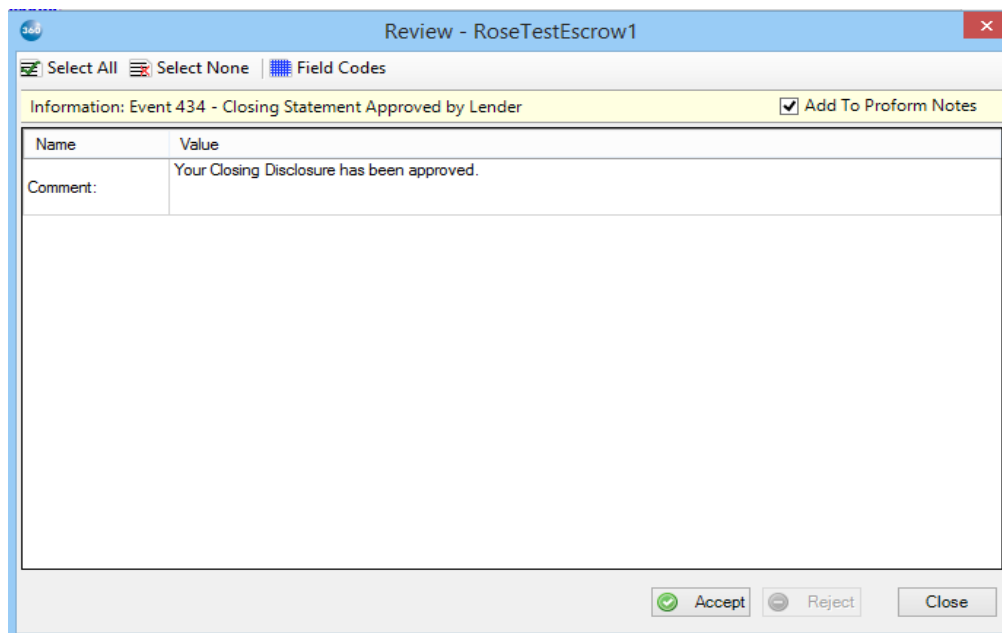 360
Review - RoseTestEscrow1
Select All Select None Field Codes
Information: Event 434 - Closing Statement Approved by Lender Add To Proform Notes
Name Value
Comment: Your Closing Disclosure has been approved.
Accept Reject Close